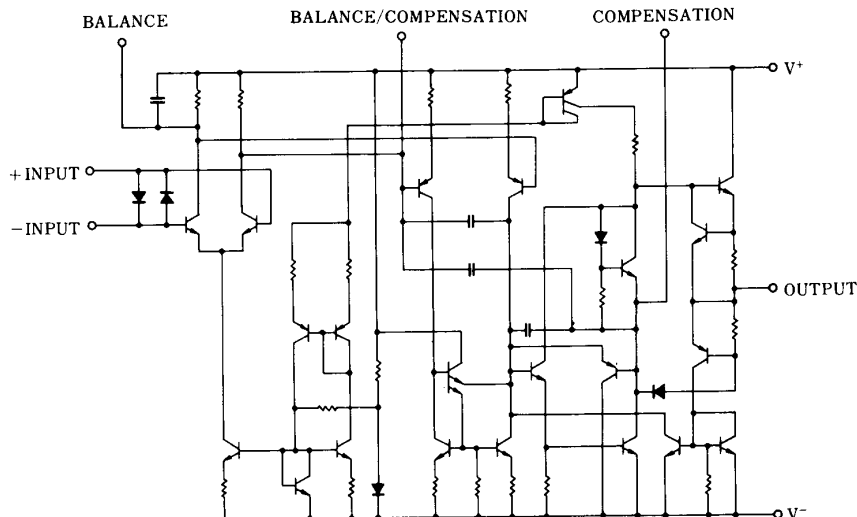 BALANCE
BALANCE/COMPENSATION
COMPENSATION
V+
+INPUT
−INPUT
OUTPUT
V−